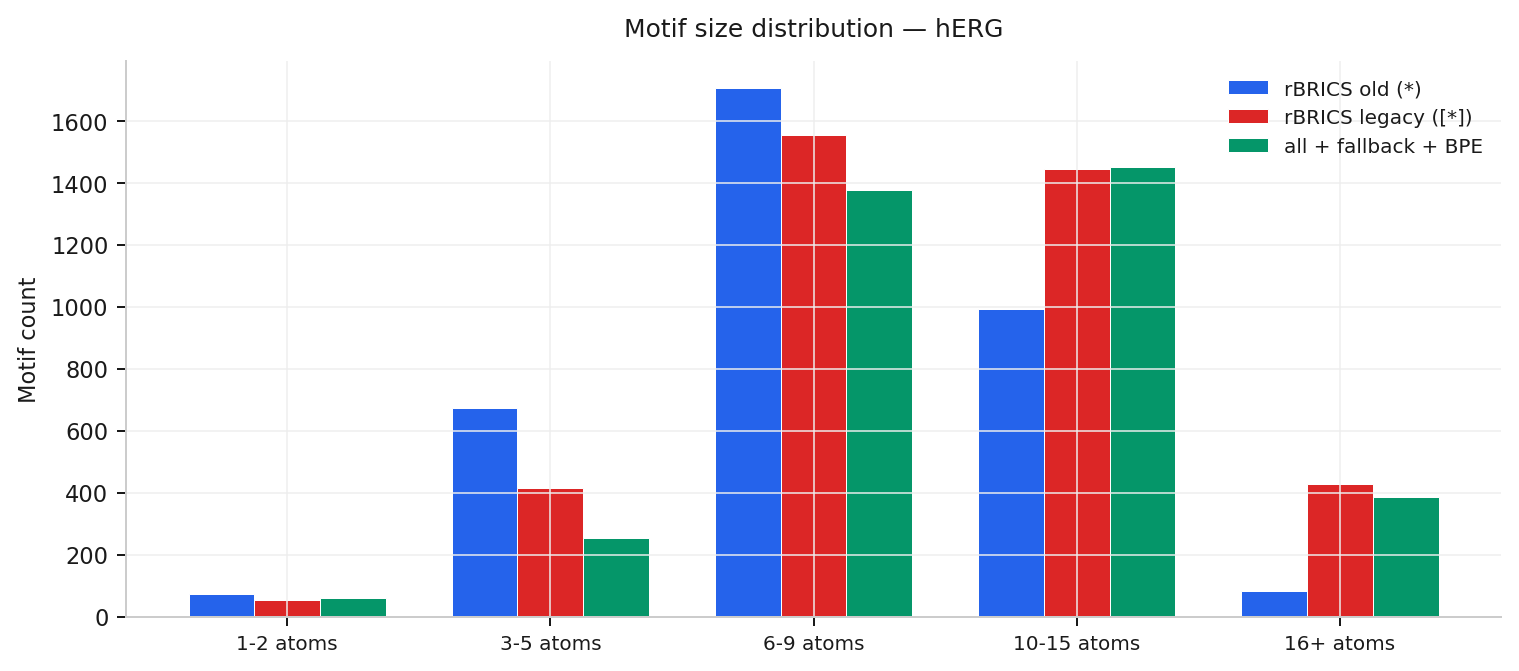 Motif size distribution — hERG
rBRICS old (*)
rBRICS legacy ([*])
all + fallback + BPE
Motif count
1600
1400
1200
1000
800
600
400
200
0
1-2 atoms
3-5 atoms
6-9 atoms
10-15 atoms
16+ atoms